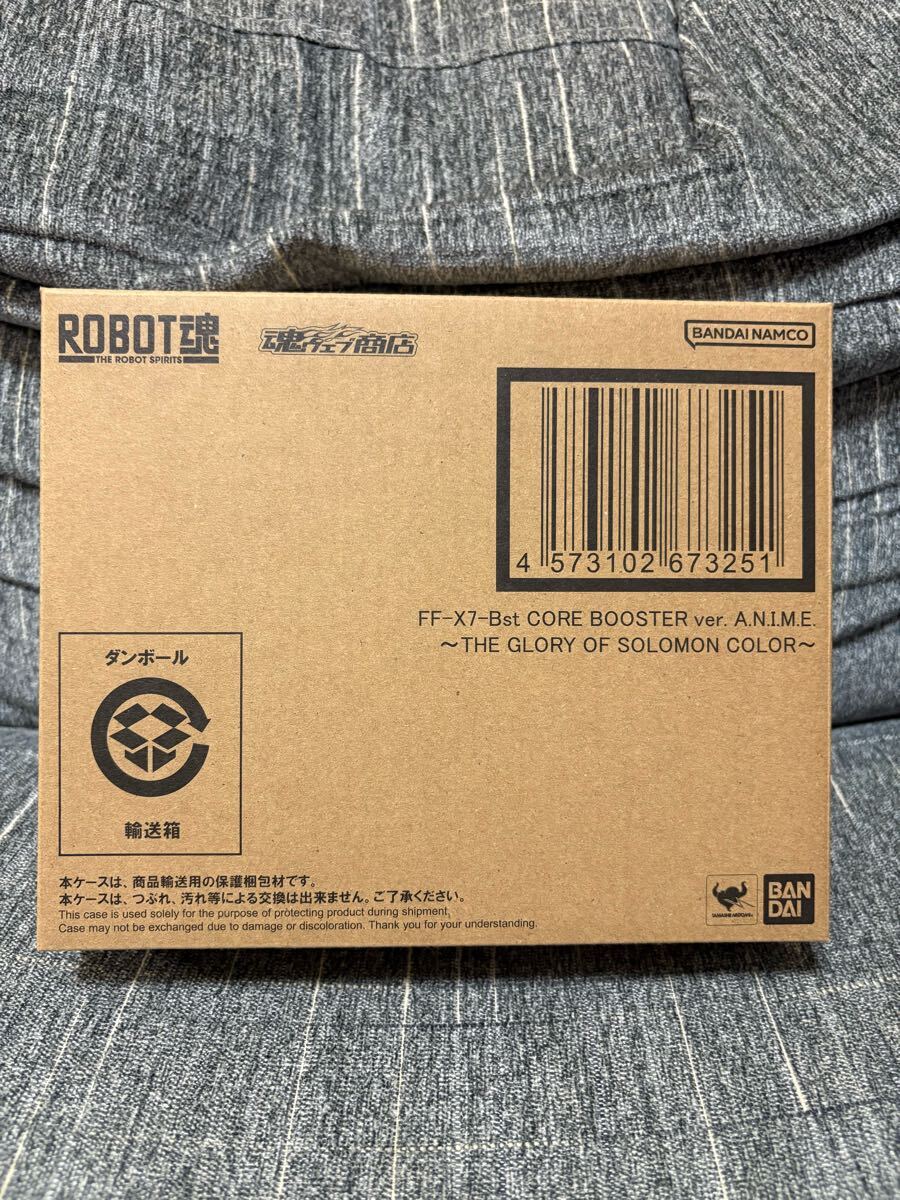 ROBOT魂
THE ROBOT SPIRITS
魂ウェブ商店
BANDAI NAMCO
4 573102 673251
FF-X7-Bst CORE BOOSTER ver. A.N.I.M.E.
～THE GLORY OF SOLOMON COLOR～
ダンボール
輸送箱
本ケースは、商品輸送用の保護梱包材です。
本ケースは、つぶれ、汚れ等による交換は出来ません。ご了承ください。
This case is used solely for the purpose of protecting product during shipment.
Case may not be exchanged due to damage or discoloration. Thank you for your understanding.
BAN
DAI